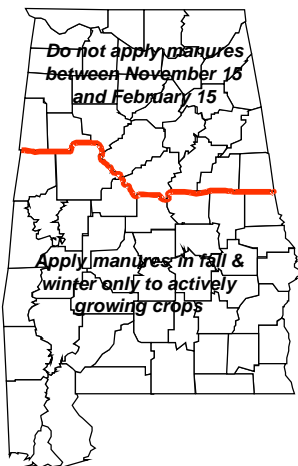 Do not apply manures
between November 15
and February 15
Apply manures in fall &
winter only to actively
growing crops